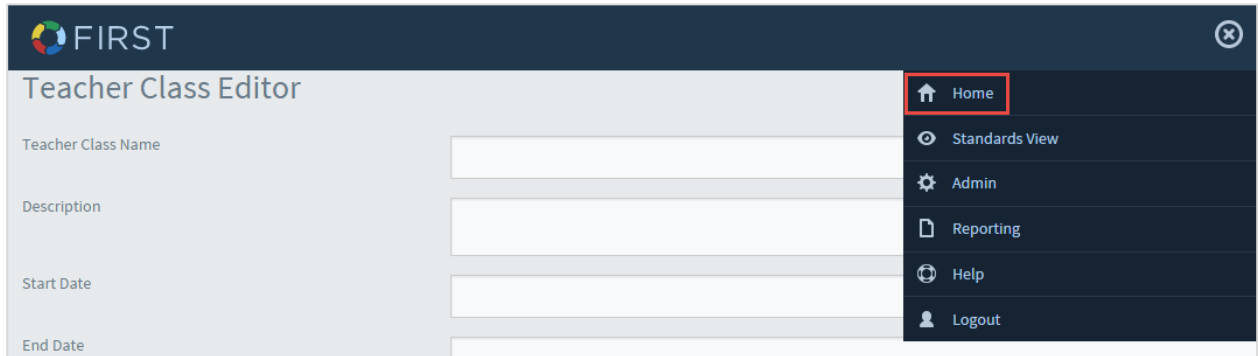 FIRST
Teacher Class Editor
Home
Teacher Class Name
Standards View
Admin
Description
Reporting
Help
Start Date
Logout
End Date